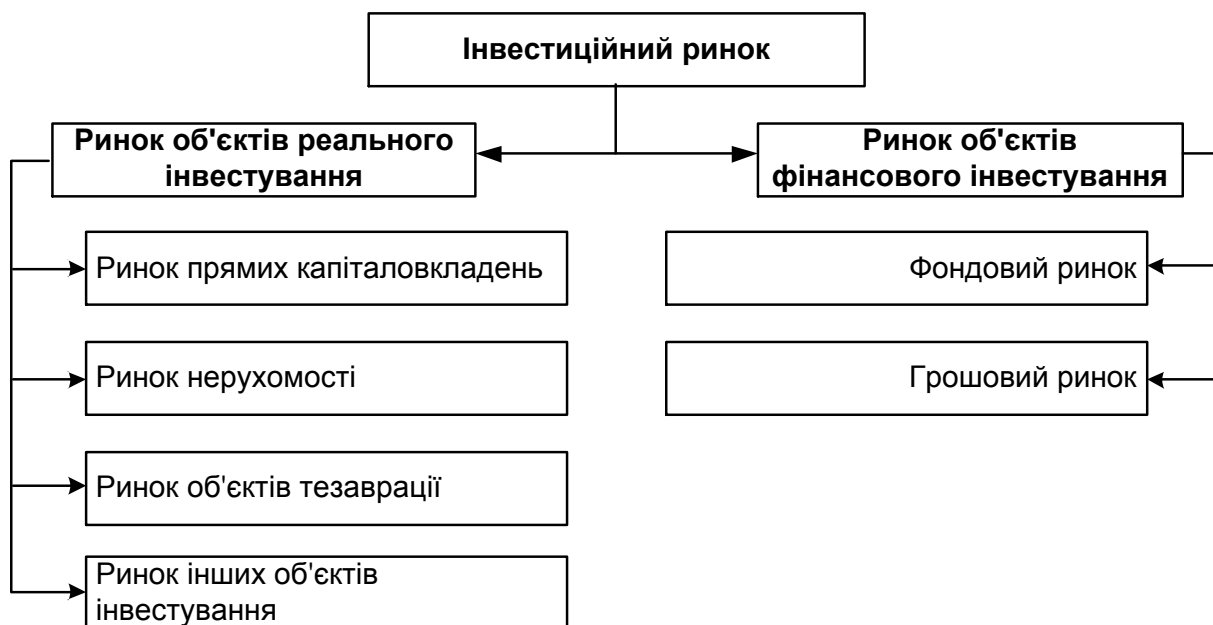 Інвестиційний ринок
Ринок об'єктів реального
інвестування
Ринок об'єктів
фінансового інвестування
Ринок прямих капіталовкладень
Фондовий ринок
Ринок нерухомості
Грошовий ринок
Ринок об'єктів тезаврації
Ринок інших об'єктів
інвестування